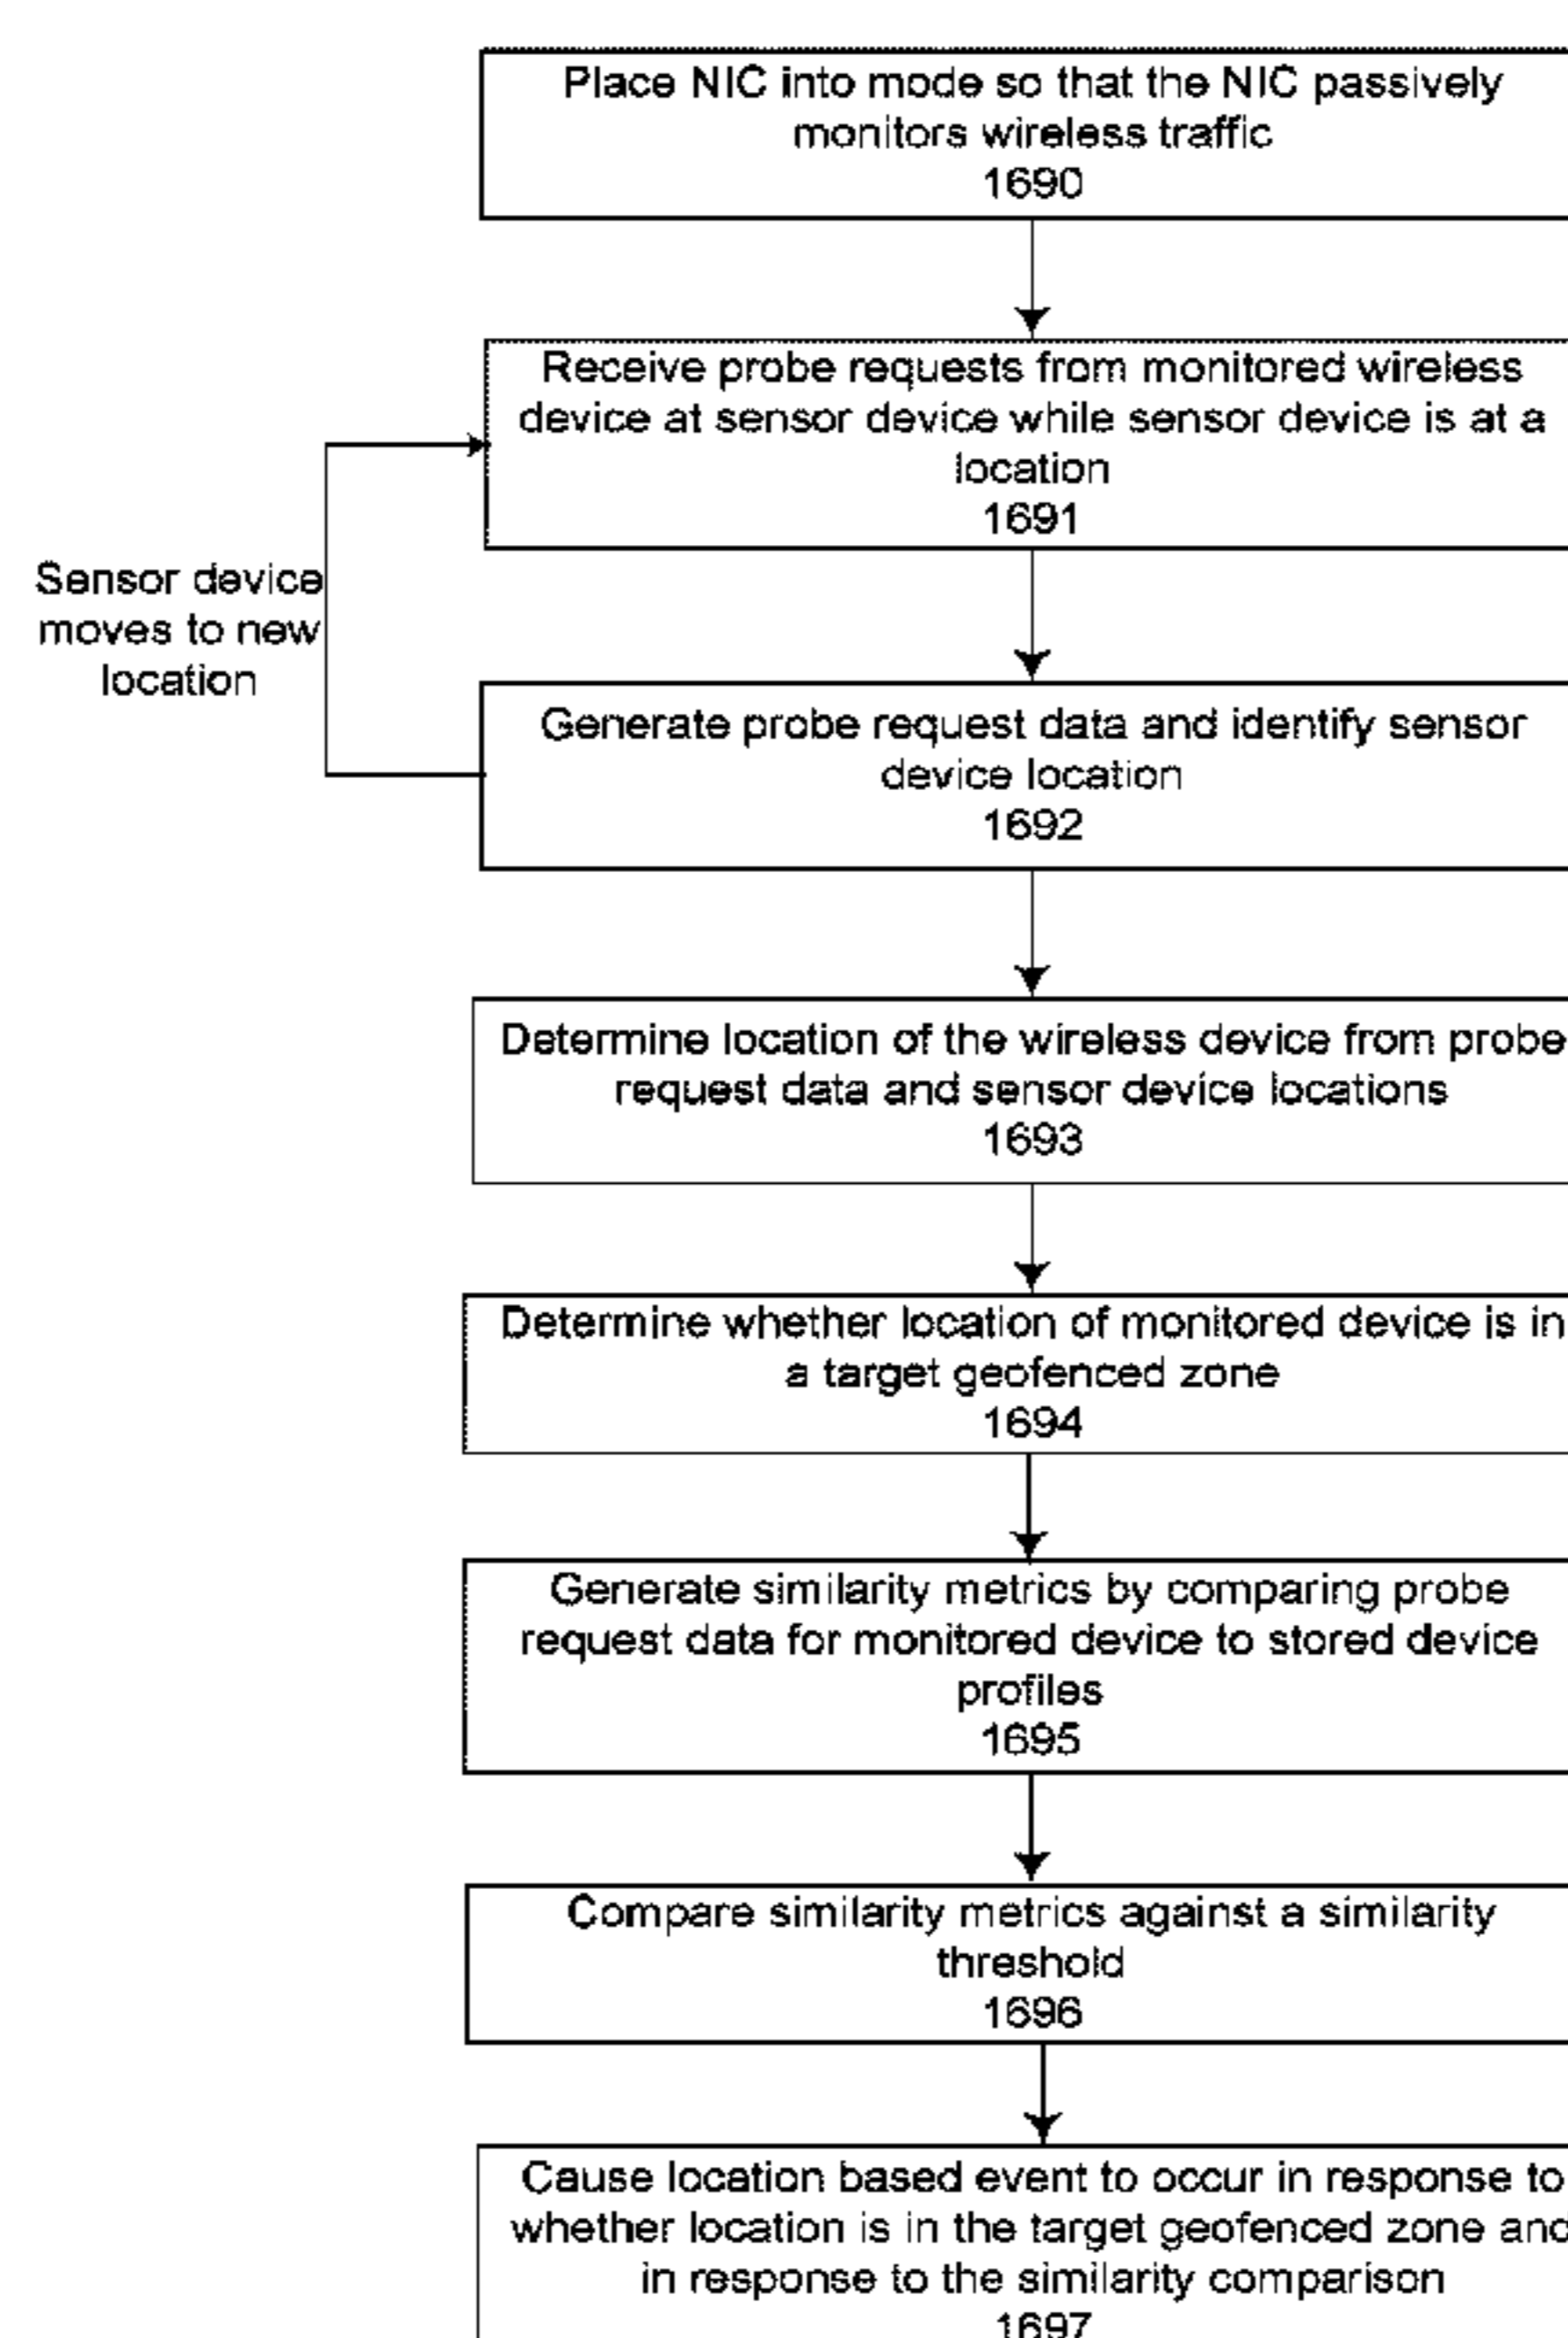 Place NIC into mode so that the NIC passively
monitors wireless traffic
1690
Receive probe requests from monitored wireless
device at sensor device while sensor device is at a
location
1691
Sensor device
moves to new
location
Generate probe request data and identify sensor
device location
1692
Determine location of the wireless device from probe
request data and sensor device locations
1693
Determine whether location of monitored device is in
a target geofenced zone
1694
Generate similarity metrics by comparing probe
request data for monitored device to stored device
profiles
1695
Compare similarity metrics against a similarity
threshold
1696
Cause location based event to occur in response to
whether location is in the target geofenced zone and
in response to the similarity comparison
1697